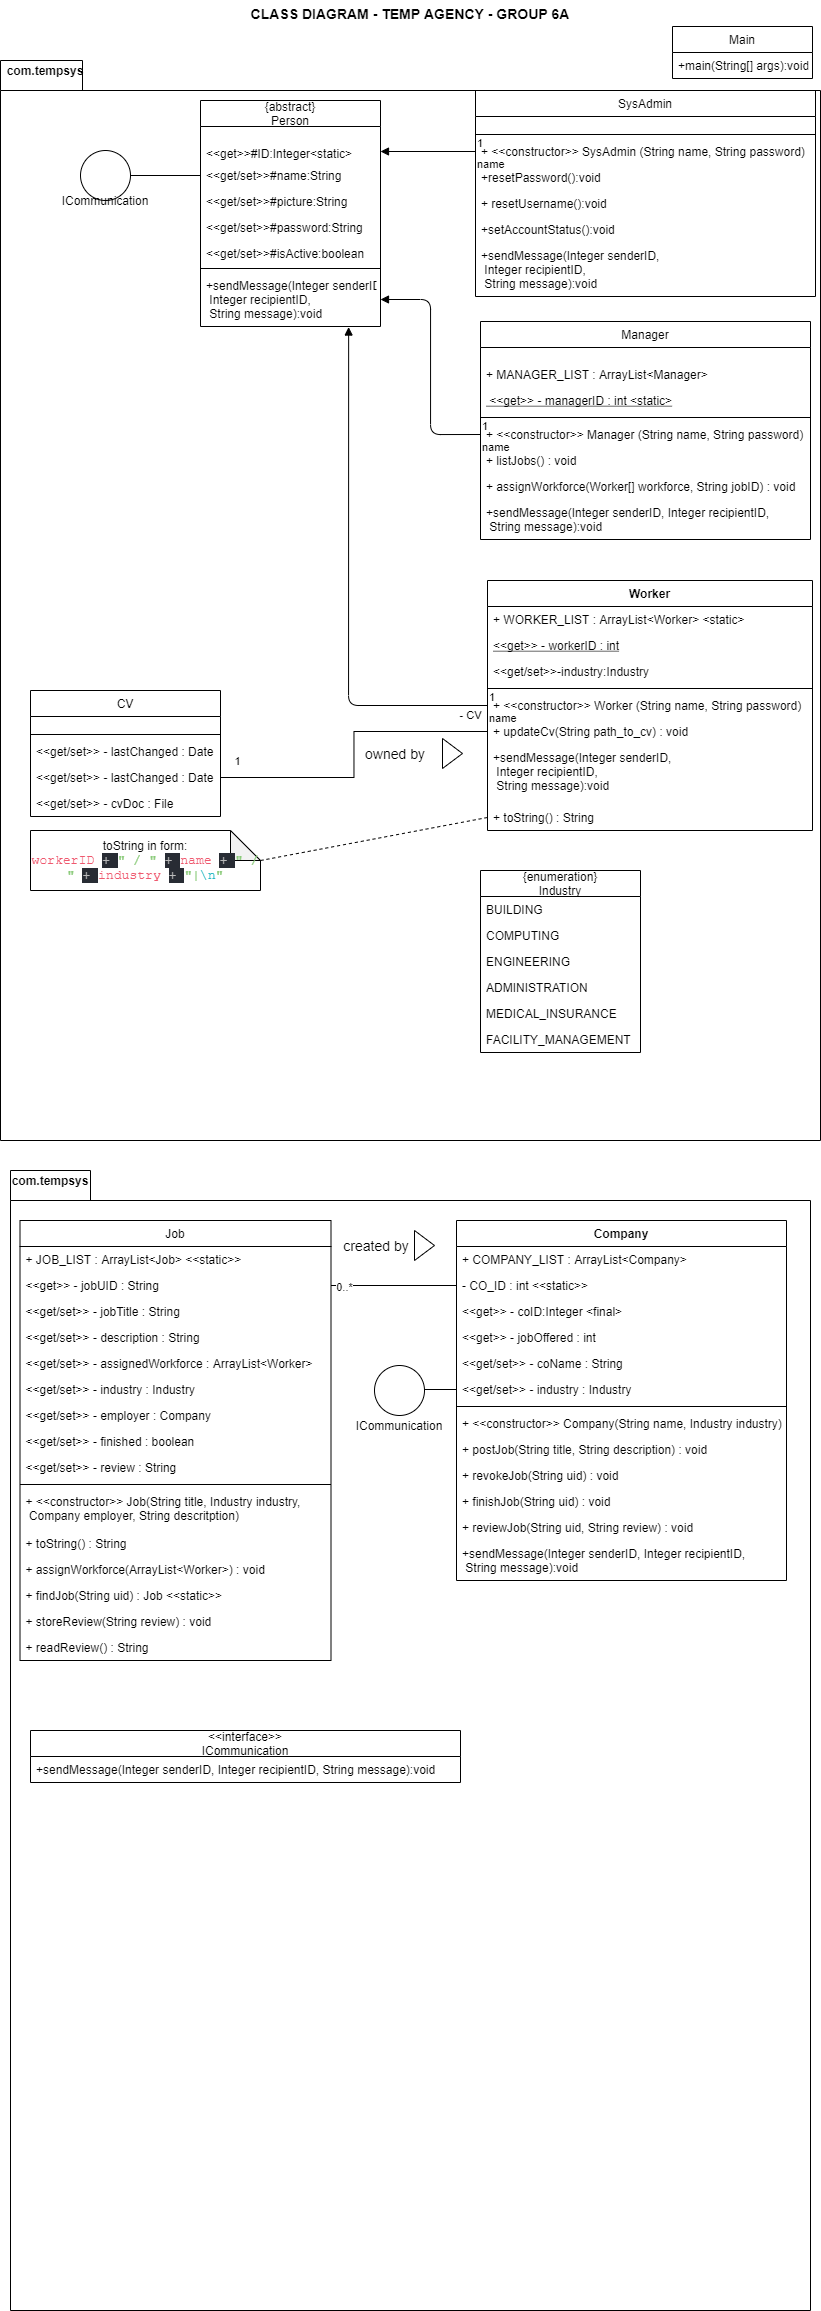 CLASS DIAGRAM - TEMP AGENCY - GROUP 6A
Main
+main(String[] args):void
com.tempsys
{abstract}
Person
<<get>>#ID:Integer<static>
<<get/set>>#name:String
<<get/set>>#picture:String
<<get/set>>#password:String
<<get/set>>#isActive:boolean
+sendMessage(Integer senderID,
Integer recipientID,
String message):void
ICommunication
SysAdmin
1
+ <<constructor>> SysAdmin (String name, String password)
name
+resetPassword():void
+ resetUsername():void
+setAccountStatus():void
+sendMessage(Integer senderID,
Integer recipientID,
String message):void
Manager
+ MANAGER_LIST : ArrayList<Manager>
<<get>> - managerID : int <static>
1
+ <<constructor>> Manager (String name, String password)
name
+ listJobs() : void
+ assignWorkforce(Worker[] workforce, String jobID) : void
+sendMessage(Integer senderID, Integer recipientID,
String message):void
Worker
+ WORKER_LIST : ArrayList<Worker> <static>
<<get>> - workerID : int
<<get/set>>-industry:Industry
1
+ <<constructor>> Worker (String name, String password)
name
+ updateCv(String path_to_cv) : void
+sendMessage(Integer senderID,
Integer recipientID,
String message):void
+ toString() : String
- CV
owned by
1
CV
<<get/set>> - lastChanged : Date
<<get/set>> - lastChanged : Date
<<get/set>> - cvDoc : File
toString in form:
workerID + " / " + name + " /
" + industry + "|\n"
{enumeration}
Industry
BUILDING
COMPUTING
ENGINEERING
ADMINISTRATION
MEDICAL_INSURANCE
FACILITY_MANAGEMENT
com.tempsys
Job
+ JOB_LIST : ArrayList<Job> <<static>>
<<get>> - jobUID : String
<<get/set>> - jobTitle : String
<<get/set>> - description : String
<<get/set>> - assignedWorkforce : ArrayList<Worker>
<<get/set>> - industry : Industry
<<get/set>> - employer : Company
<<get/set>> - finished : boolean
<<get/set>> - review : String
+ <<constructor>> Job(String title, Industry industry,
Company employer, String descritption)
+ toString() : String
+ assignWorkforce(ArrayList<Worker>) : void
+ findJob(String uid) : Job <<static>>
+ storeReview(String review) : void
+ readReview() : String
created by
0..*
ICommunication
Company
+ COMPANY_LIST : ArrayList<Company>
- CO_ID : int <<static>>
<<get>> - coID:Integer <final>
<<get>> - jobOffered : int
<<get/set>> - coName : String
<<get/set>> - industry : Industry
+ <<constructor>> Company(String name, Industry industry)
+ postJob(String title, String description) : void
+ revokeJob(String uid) : void
+ finishJob(String uid) : void
+ reviewJob(String uid, String review) : void
+sendMessage(Integer senderID, Integer recipientID,
String message):void
<<interface>>
ICommunication
+sendMessage(Integer senderID, Integer recipientID, String message):void